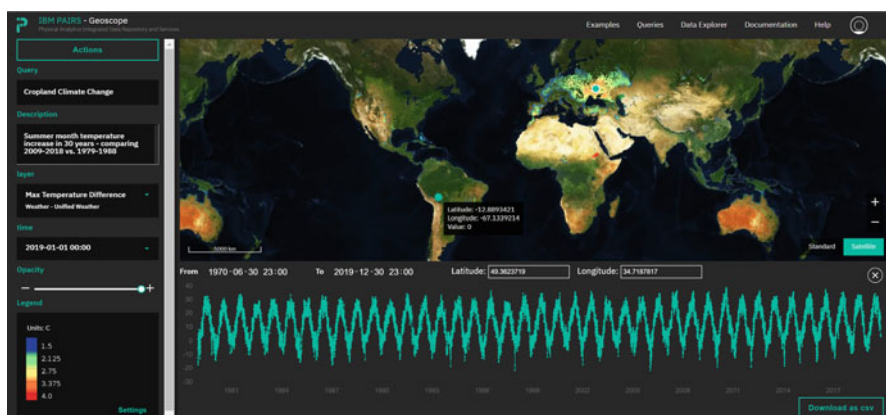 IBM PAIRS - Geoscope
Physical Analytics Integrated Data Repository and Services
Examples Queries Data Explorer Documentation Help
Actions
Query
Cropland Climate Change
Description
Summer month temperature
increase in 30 years - comparing
2009-2018 vs. 1979-1988
layer
Max Temperature Difference
Weather - Unified Weather
time
2019-01-01 00:00
Opacity
Legend
Units: C
1.5
2.125
2.75
3.375
4.0
Settings
Latitude: -12.8893421
Longitude: -67.1339214
Value: 0
5000 km
+
−
Standard Satellite
From 1970-06-30 23:00 To 2019-12-30 23:00 Latitude: 49.3623719 Longitude: 34.7187817
40
30
20
10
0
-10
-20
-30
1981 1984 1987 1990 1993 1996 1999 2002 2005 2008 2011 2014 2017
Download as csv